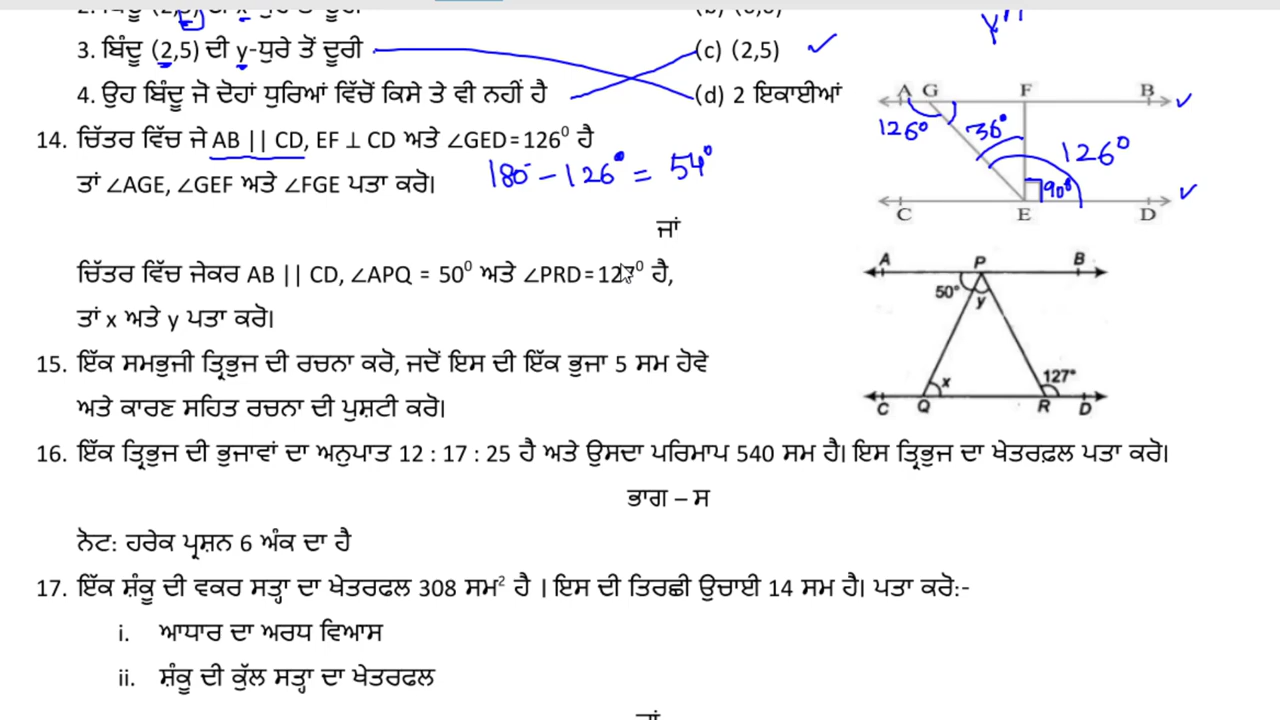 3. ਬਿੰਦੂ (2,5) ਦੀ y-ਧੁਰੇ ਤੋਂ ਦੂਰੀ (c) (2,5)
4. ਉਹ ਬਿੰਦੂ ਜੋ ਦੋਹਾਂ ਧੁਰਿਆਂ ਵਿੱਚੋਂ ਕਿਸੇ ਤੇ ਵੀ ਨਹੀਂ ਹੈ (d) 2 ਇਕਾਈਆਂ
14. ਚਿੱਤਰ ਵਿੱਚ ਜੇ AB || CD, EF ⊥ CD ਅਤੇ ∠GED=126⁰ ਹੈ
ਤਾਂ ∠AGE, ∠GEF ਅਤੇ ∠FGE ਪਤਾ ਕਰੋ।
180 - 126° = 54°
A G F B
126° 36° 126°
90°
C E D
ਜਾਂ
ਚਿੱਤਰ ਵਿੱਚ ਜੇਕਰ AB || CD, ∠APQ = 50⁰ ਅਤੇ ∠PRD=127⁰ ਹੈ,
ਤਾਂ x ਅਤੇ y ਪਤਾ ਕਰੋ।
A P B
50° y
x 127°
C Q R D
15. ਇੱਕ ਸਮਭੁਜੀ ਤ੍ਰਿਭੁਜ ਦੀ ਰਚਨਾ ਕਰੋ, ਜਦੋਂ ਇਸ ਦੀ ਇੱਕ ਭੁਜਾ 5 ਸਮ ਹੋਵੇ
ਅਤੇ ਕਾਰਣ ਸਹਿਤ ਰਚਨਾ ਦੀ ਪੁਸ਼ਟੀ ਕਰੋ।
16. ਇੱਕ ਤ੍ਰਿਭੁਜ ਦੀ ਭੁਜਾਵਾਂ ਦਾ ਅਨੁਪਾਤ 12 : 17 : 25 ਹੈ ਅਤੇ ਉਸਦਾ ਪਰਿਮਾਪ 540 ਸਮ ਹੈ। ਇਸ ਤ੍ਰਿਭੁਜ ਦਾ ਖੇਤਰਫ਼ਲ ਪਤਾ ਕਰੋ।
ਭਾਗ – ਸ
ਨੋਟ: ਹਰੇਕ ਪ੍ਰਸ਼ਨ 6 ਅੰਕ ਦਾ ਹੈ
17. ਇੱਕ ਸ਼ੰਕੂ ਦੀ ਵਕਰ ਸਤ੍ਹਾ ਦਾ ਖੇਤਰਫਲ 308 ਸਮ² ਹੈ । ਇਸ ਦੀ ਤਿਰਛੀ ਉਚਾਈ 14 ਸਮ ਹੈ। ਪਤਾ ਕਰੋ:-
i. ਆਧਾਰ ਦਾ ਅਰਧ ਵਿਆਸ
ii. ਸ਼ੰਕੂ ਦੀ ਕੁੱਲ ਸਤ੍ਹਾ ਦਾ ਖੇਤਰਫਲ